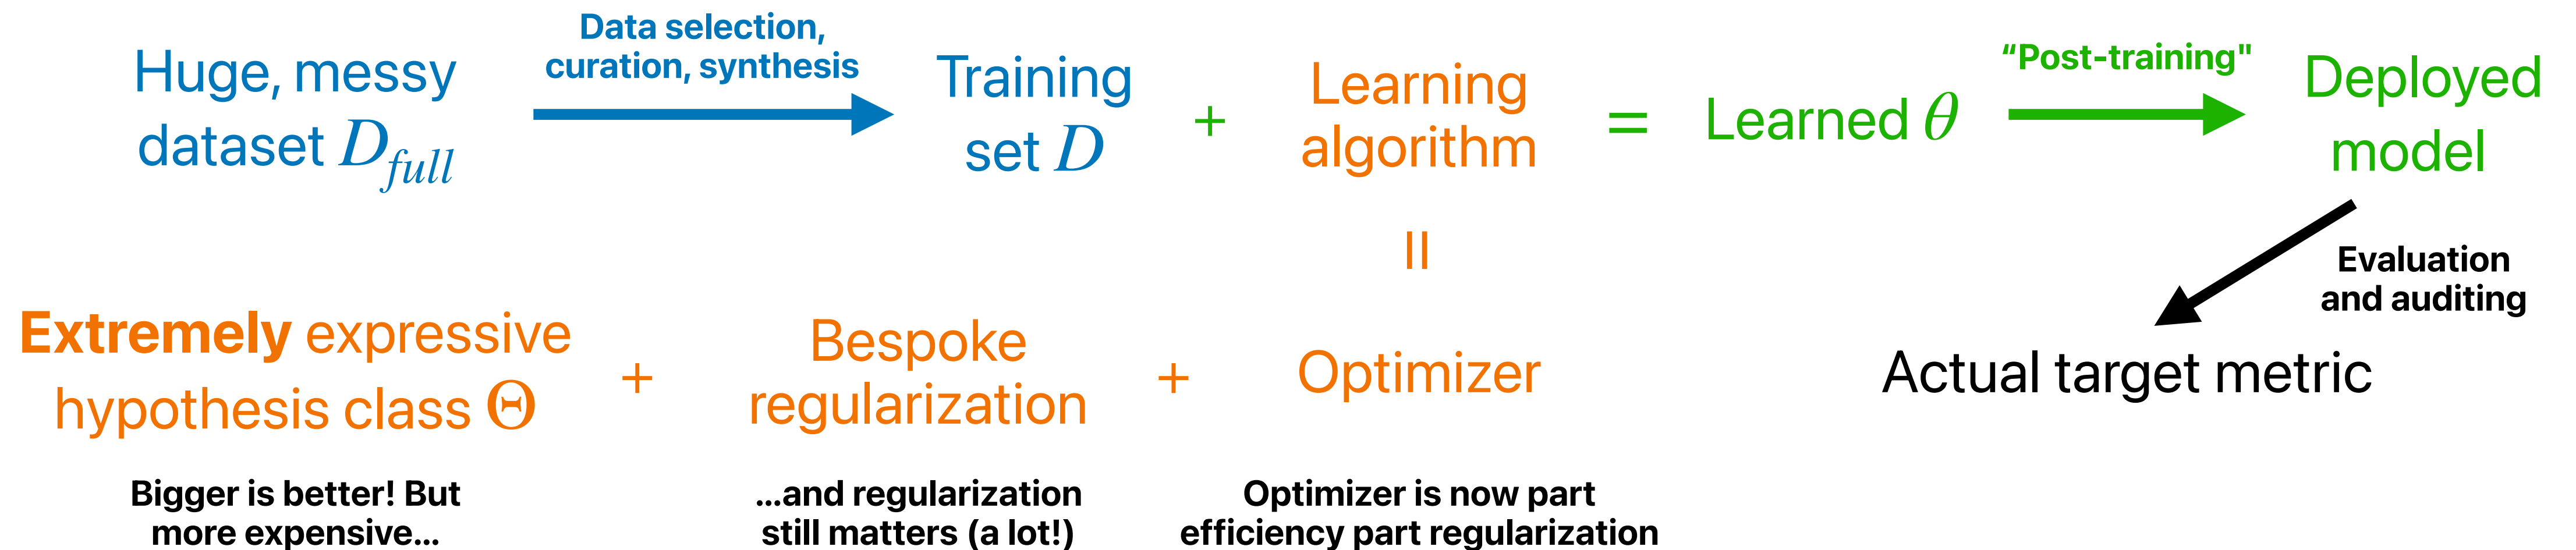 Huge, messy
dataset D_full
Data selection,
curation, synthesis
Training
set D
+
Learning
algorithm
=
Learned θ
“Post-training"
Deployed
model
=
Evaluation
and auditing
Actual target metric
Extremely expressive
hypothesis class Θ
+
Bespoke
regularization
+
Optimizer
Bigger is better! But
more expensive...
...and regularization
still matters (a lot!)
Optimizer is now part
efficiency part regularization